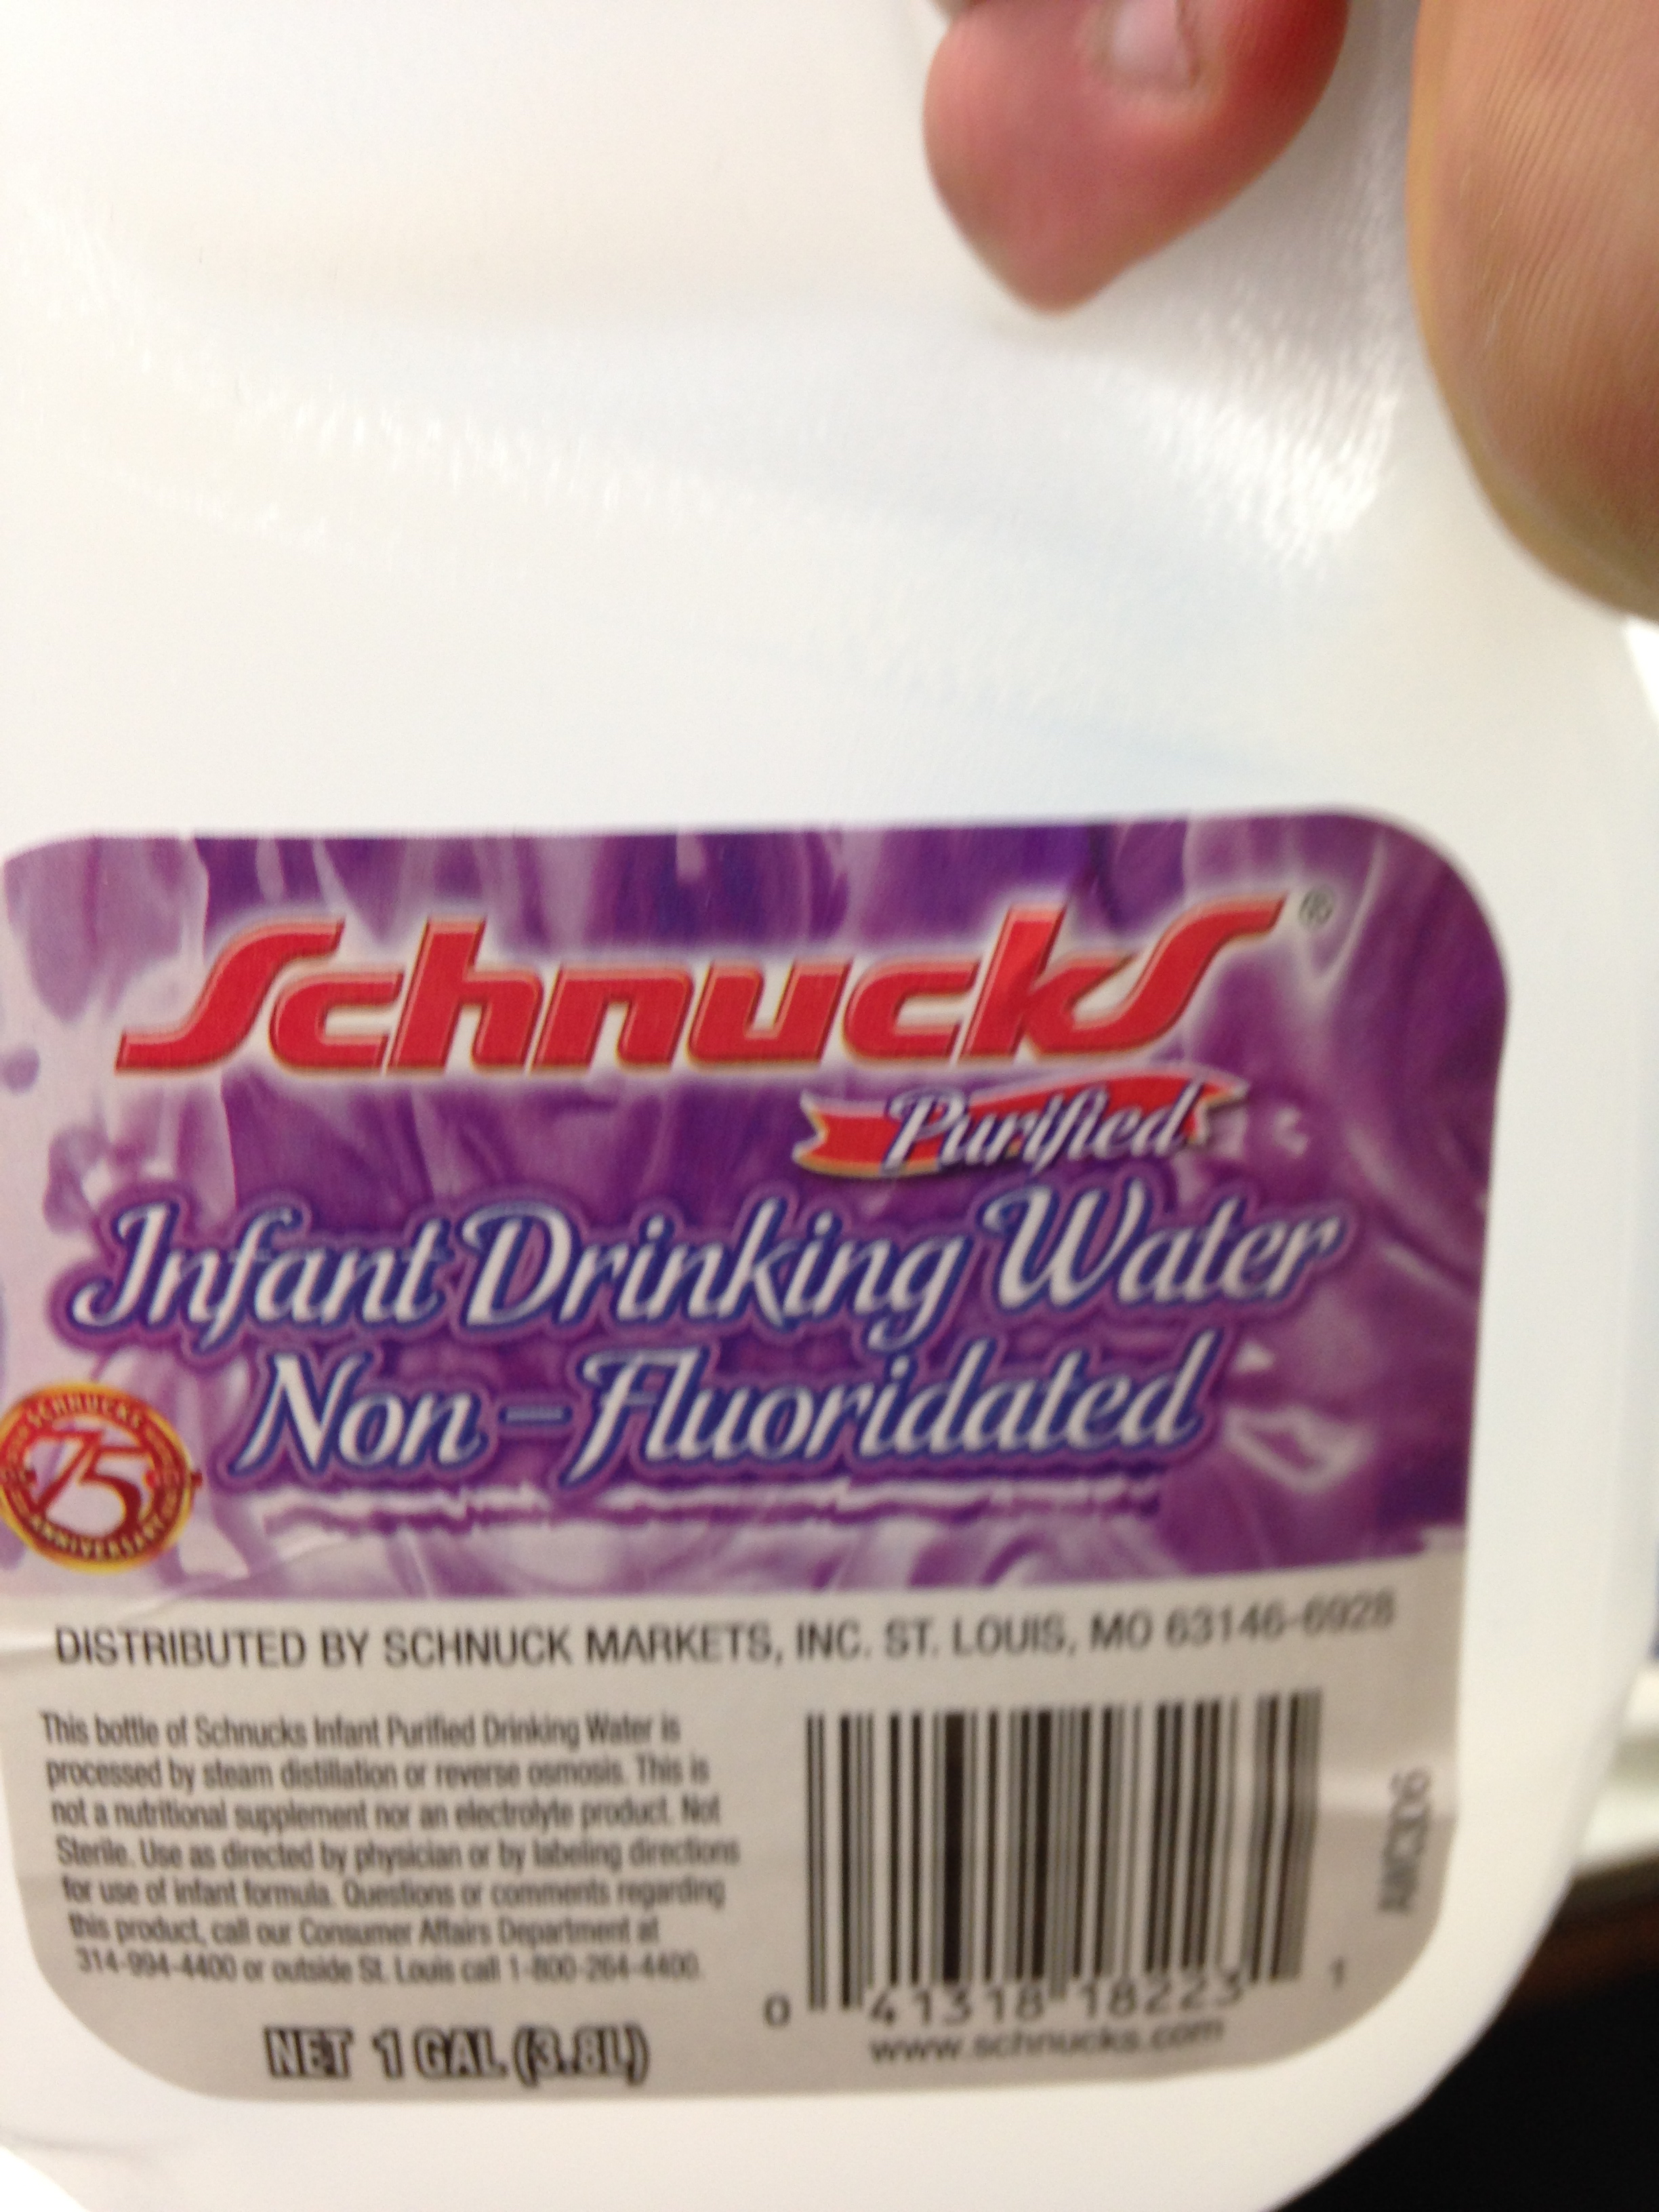 Schnucks®
Purified
Infant Drinking Water
Non-Fluoridated
SCHNUCKS
75
ANNIVERSARY
DISTRIBUTED BY SCHNUCK MARKETS, INC. ST. LOUIS, MO 63146-6928
This bottle of Schnucks Infant Purified Drinking Water is
processed by steam distillation or reverse osmosis. This is
not a nutritional supplement nor an electrolyte product. Not
Sterile. Use as directed by physician or by labeling directions
for use of infant formula. Questions or comments regarding
this product, call our Consumer Affairs Department at
314-994-4400 or outside St. Louis call 1-800-264-4400.
NET 1 GAL (3.8L)
0 41318 18223 1
www.schnucks.com